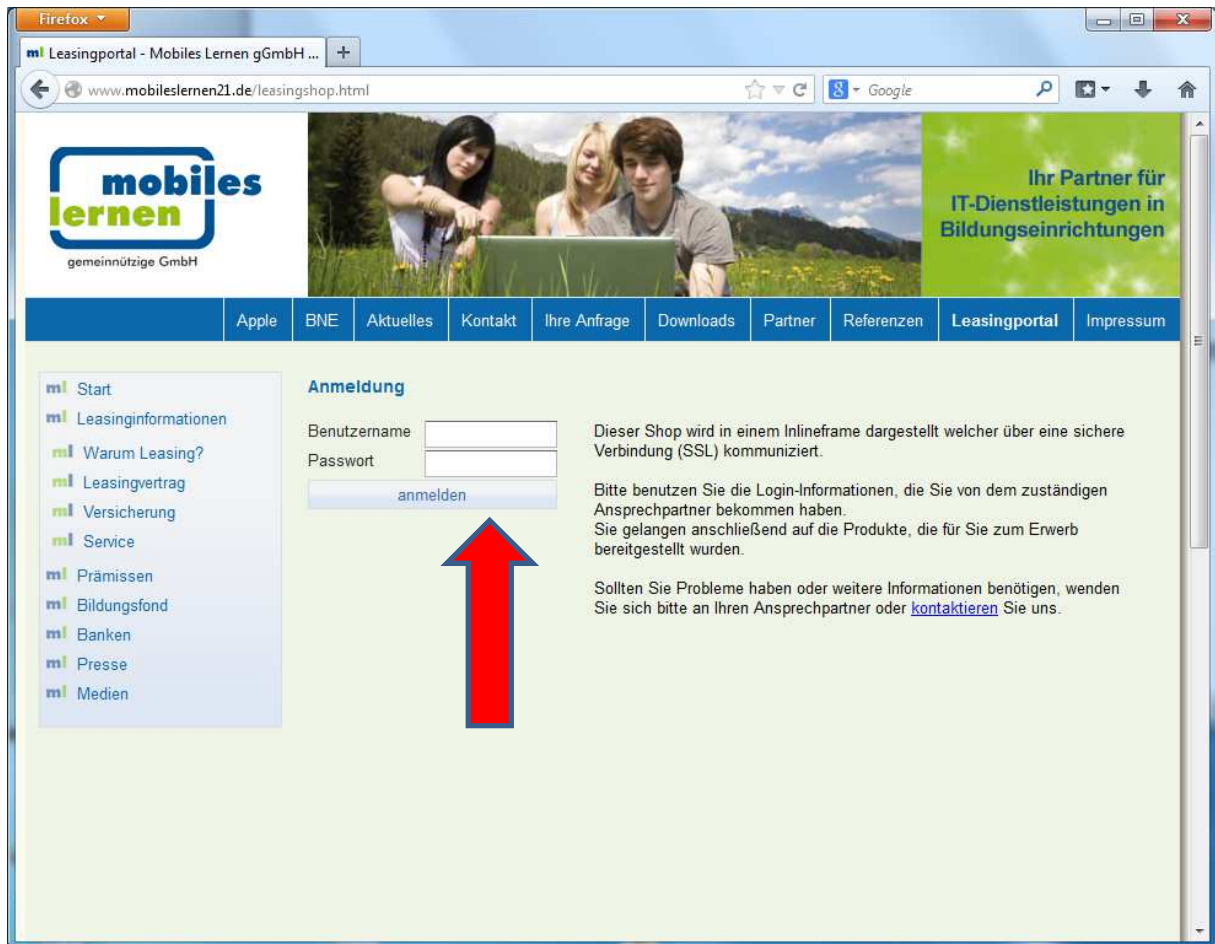 Firefox
ml Leasingportal - Mobiles Lernen gGmbH ... +
www.mobileslernen21.de/leasingshop.html
8 Google
mobiles
lernen
gemeinnützige GmbH
Ihr Partner für
IT-Dienstleistungen in
Bildungseinrichtungen
Apple BNE Aktuelles Kontakt Ihre Anfrage Downloads Partner Referenzen Leasingportal Impressum
ml Start
ml Leasinginformationen
ml Warum Leasing?
ml Leasingvertrag
ml Versicherung
ml Service
ml Prämissen
ml Bildungsfond
ml Banken
ml Presse
ml Medien
Anmeldung
Benutzername
Passwort
anmelden
Dieser Shop wird in einem Inlineframe dargestellt welcher über eine sichere
Verbindung (SSL) kommuniziert.
Bitte benutzen Sie die Login-Informationen, die Sie von dem zuständigen
Ansprechpartner bekommen haben.
Sie gelangen anschließend auf die Produkte, die für Sie zum Erwerb
bereitgestellt wurden.
Sollten Sie Probleme haben oder weitere Informationen benötigen, wenden
Sie sich bitte an Ihren Ansprechpartner oder kontaktieren Sie uns.